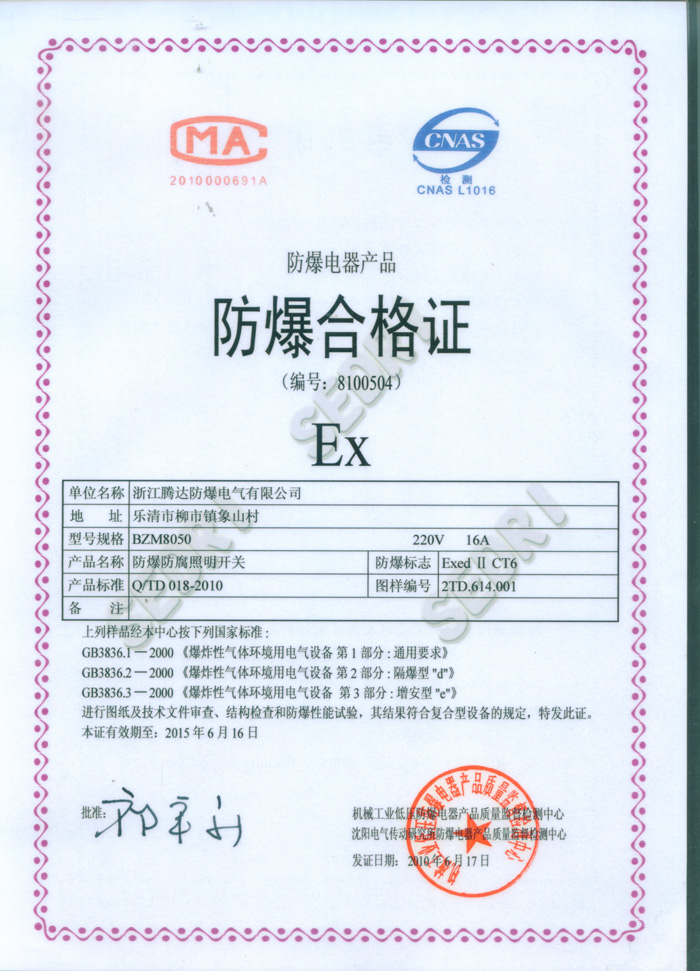 MA
2010000691A
CNAS
检 测
CNAS L1016
防爆电器产品
防爆合格证
（编号：8100504）
Ex
单位名称 浙江腾达防爆电气有限公司
地 址 乐清市柳市镇象山村
型号规格 BZM8050 220V 16A
产品名称 防爆防腐照明开关 防爆标志 Exed Ⅱ CT6
产品标准 Q/TD 018-2010 图样编号 2TD.614.001
备 注
上列样品经本中心按下列国家标准：
GB3836.1－2000《爆炸性气体环境用电气设备 第1部分：通用要求》
GB3836.2－2000《爆炸性气体环境用电气设备 第2部分：隔爆型"d"》
GB3836.3－2000《爆炸性气体环境用电气设备 第3部分：增安型"e"》
进行图纸及技术文件审查、结构检查和防爆性能试验，其结果符合复合型设备的规定，特发此证。
本证有效期至：2015年6月16日
批准：
机械工业低压防爆电器产品质量监督检测中心
沈阳电气传动研究所防爆电器产品质量监督检测中心
发证日期：2010年6月17日
SEDRI
SEDRI
SEDRI